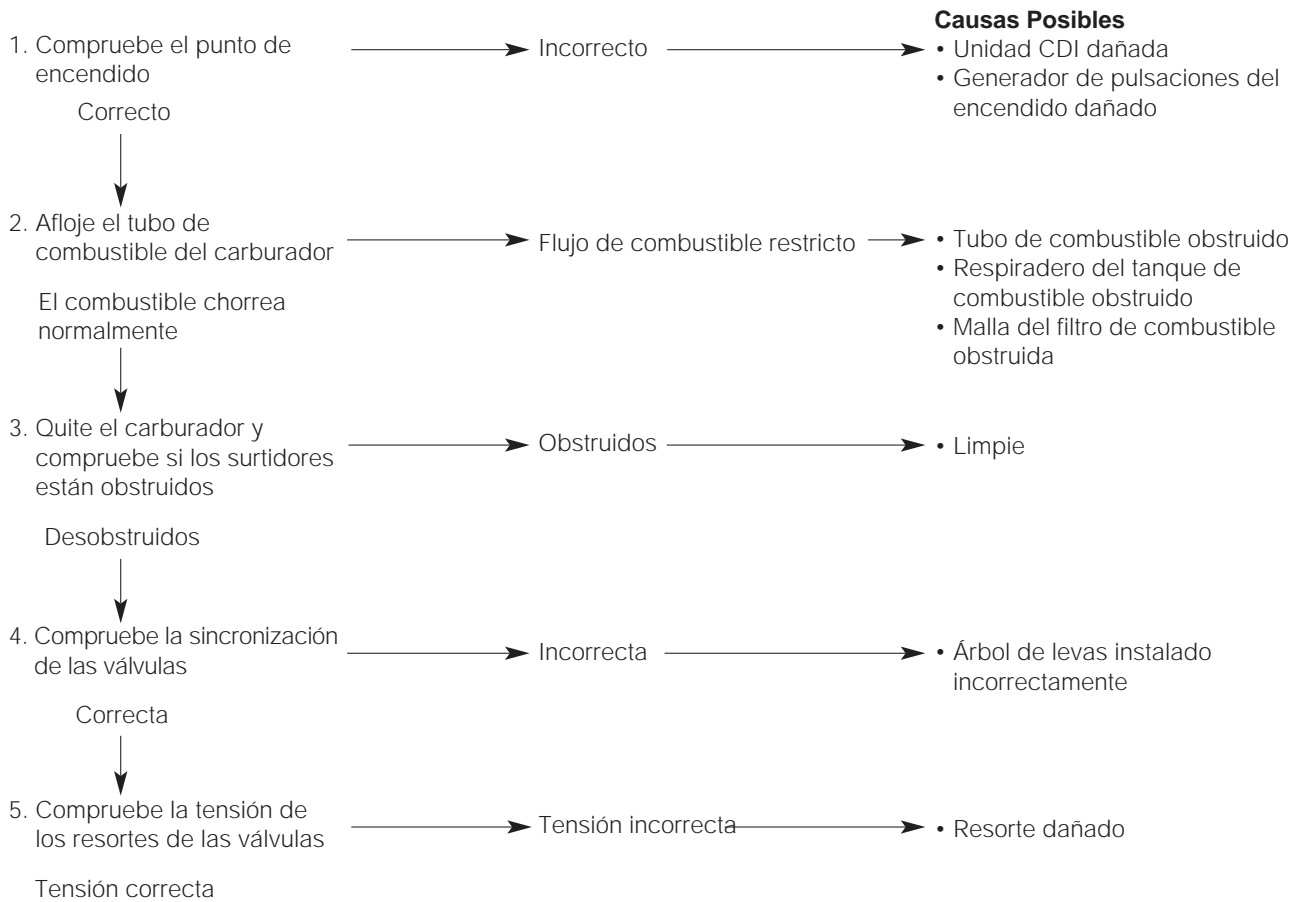 Causas Posibles
1. Compruebe el punto de
encendido
Incorrecto
• Unidad CDI dañada
• Generador de pulsaciones del
encendido dañado
Correcto
2. Afloje el tubo de
combustible del carburador
Flujo de combustible restricto
• Tubo de combustible obstruido
• Respiradero del tanque de
combustible obstruido
• Malla del filtro de combustible
obstruida
El combustible chorrea
normalmente
3. Quite el carburador y
compruebe si los surtidores
están obstruidos
Obstruidos
• Limpie
Desobstruidos
4. Compruebe la sincronización
de las válvulas
Incorrecta
• Árbol de levas instalado
incorrectamente
Correcta
5. Compruebe la tensión de
los resortes de las válvulas
Tensión incorrecta
• Resorte dañado
Tensión correcta